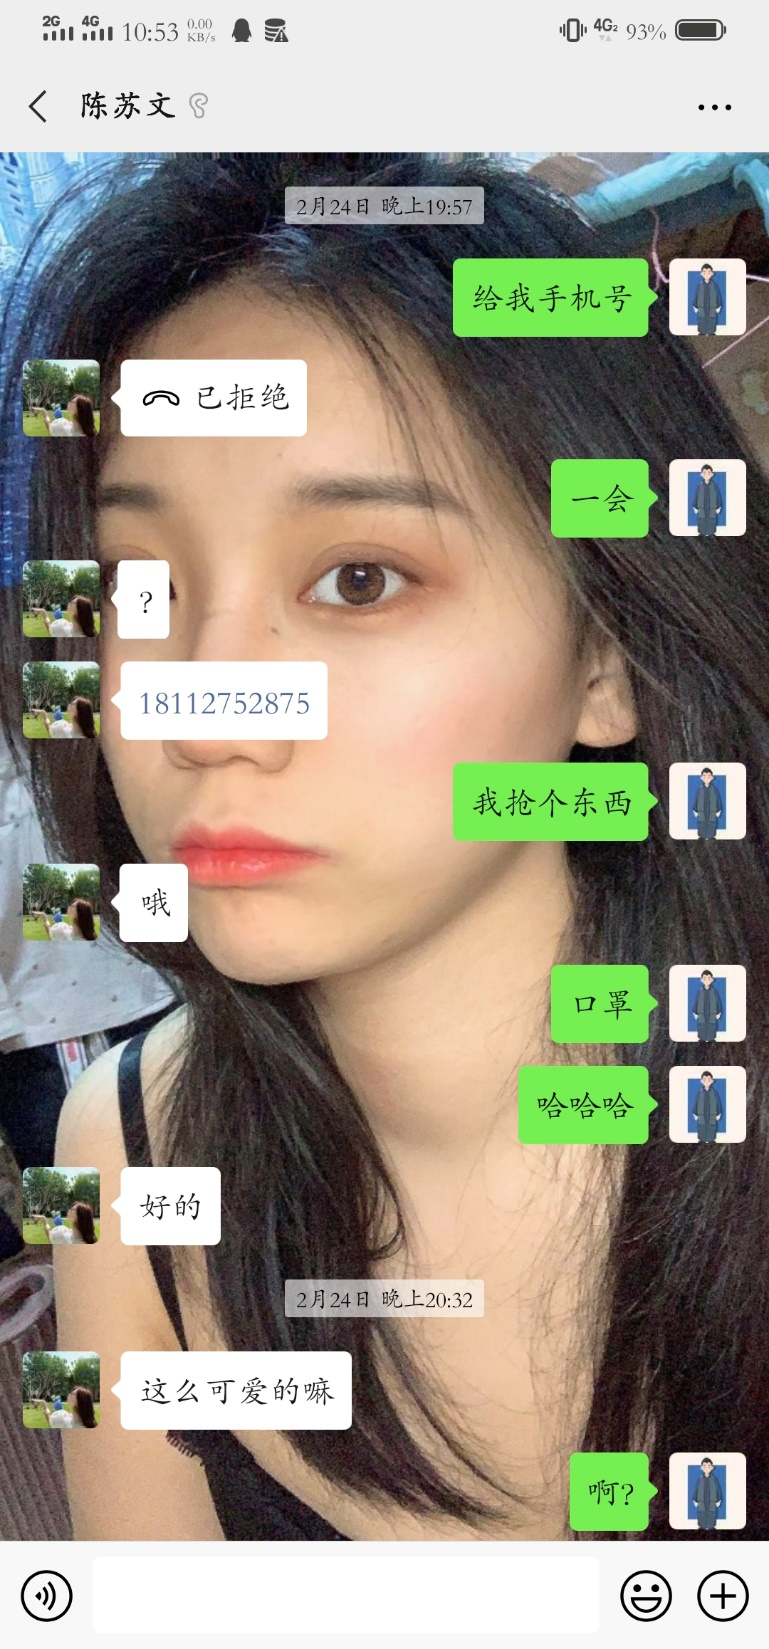 2G 4G 10:53 0.00 KB/s 4G2 93%
陈苏文
2月24日 晚上19:57
给我手机号
已拒绝
一会
?
18112752875
我抢个东西
哦
口罩
哈哈哈
好的
2月24日 晚上20:32
这么可爱的嘛
啊?